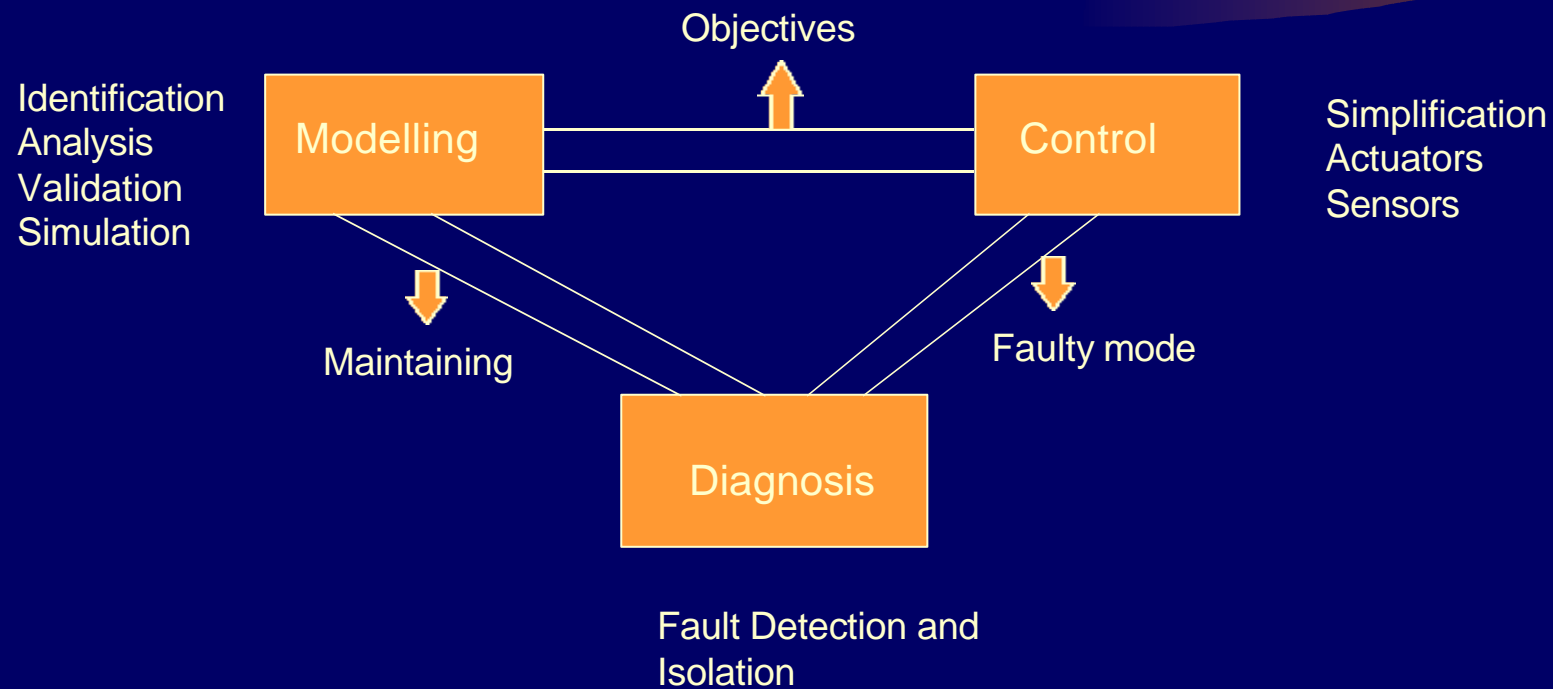 Objectives
Identification
Analysis
Validation
Simulation
Modelling
Control
Simplification
Actuators
Sensors
Maintaining
Faulty mode
Diagnosis
Fault Detection and
Isolation